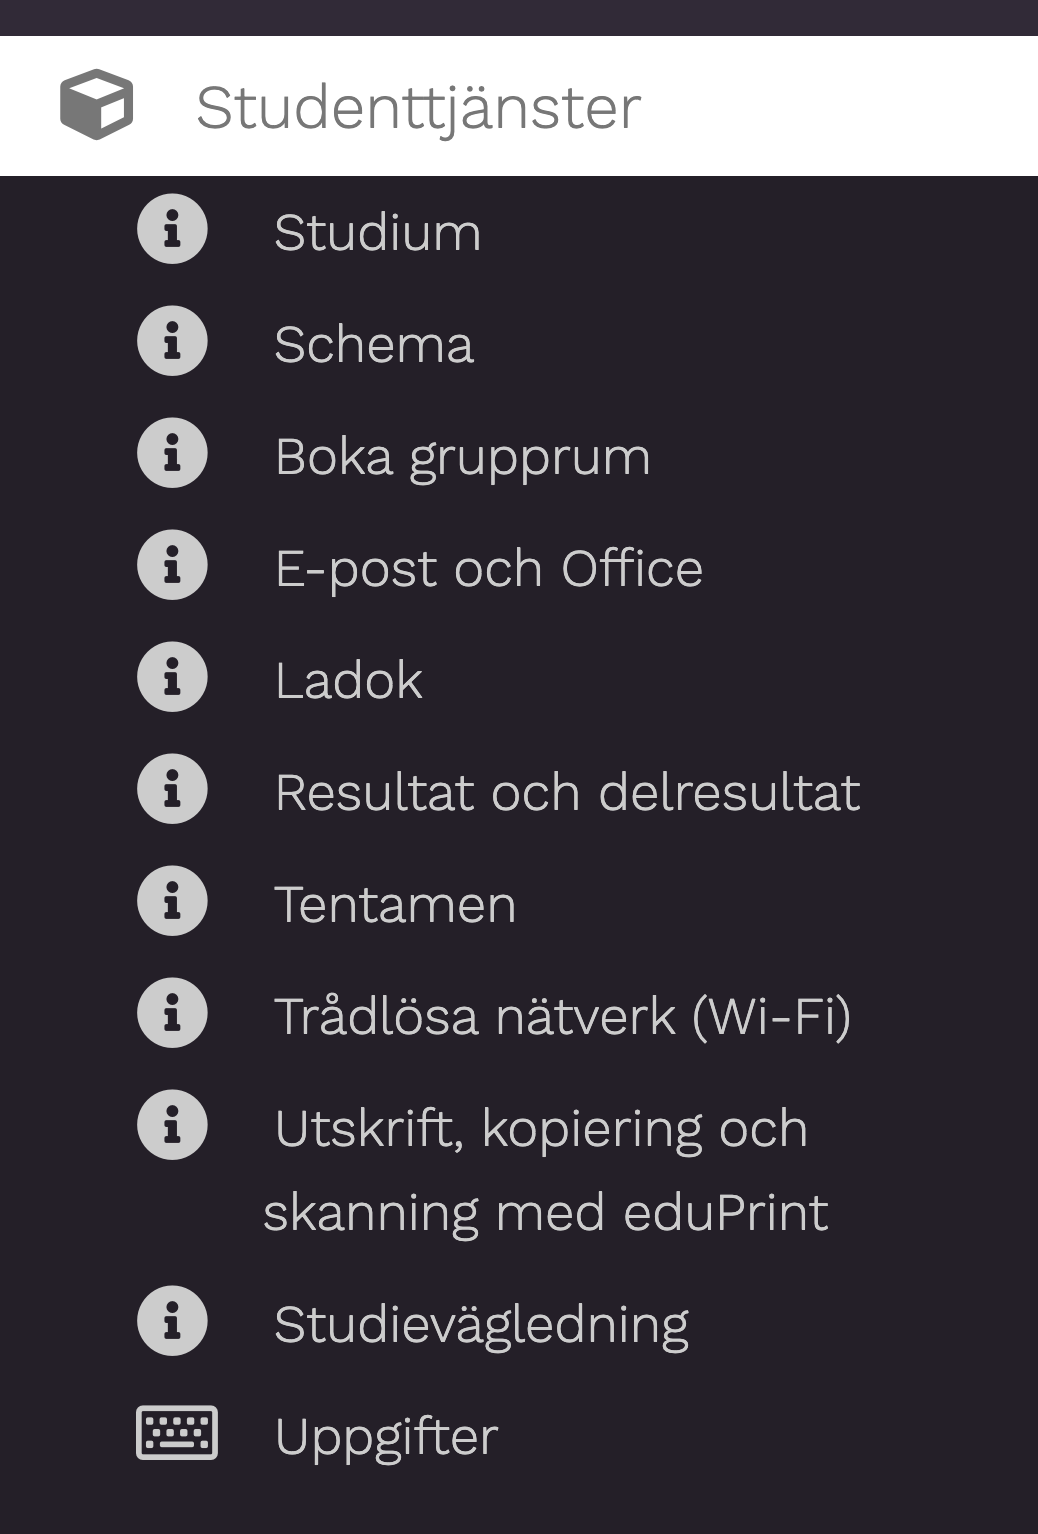 Studenttjänster
Studium
Schema
Boka grupprum
E-post och Office
Ladok
Resultat och delresultat
Tentamen
Trådlösa nätverk (Wi-Fi)
Utskrift, kopiering och
skanning med eduPrint
Studievägledning
Uppgifter